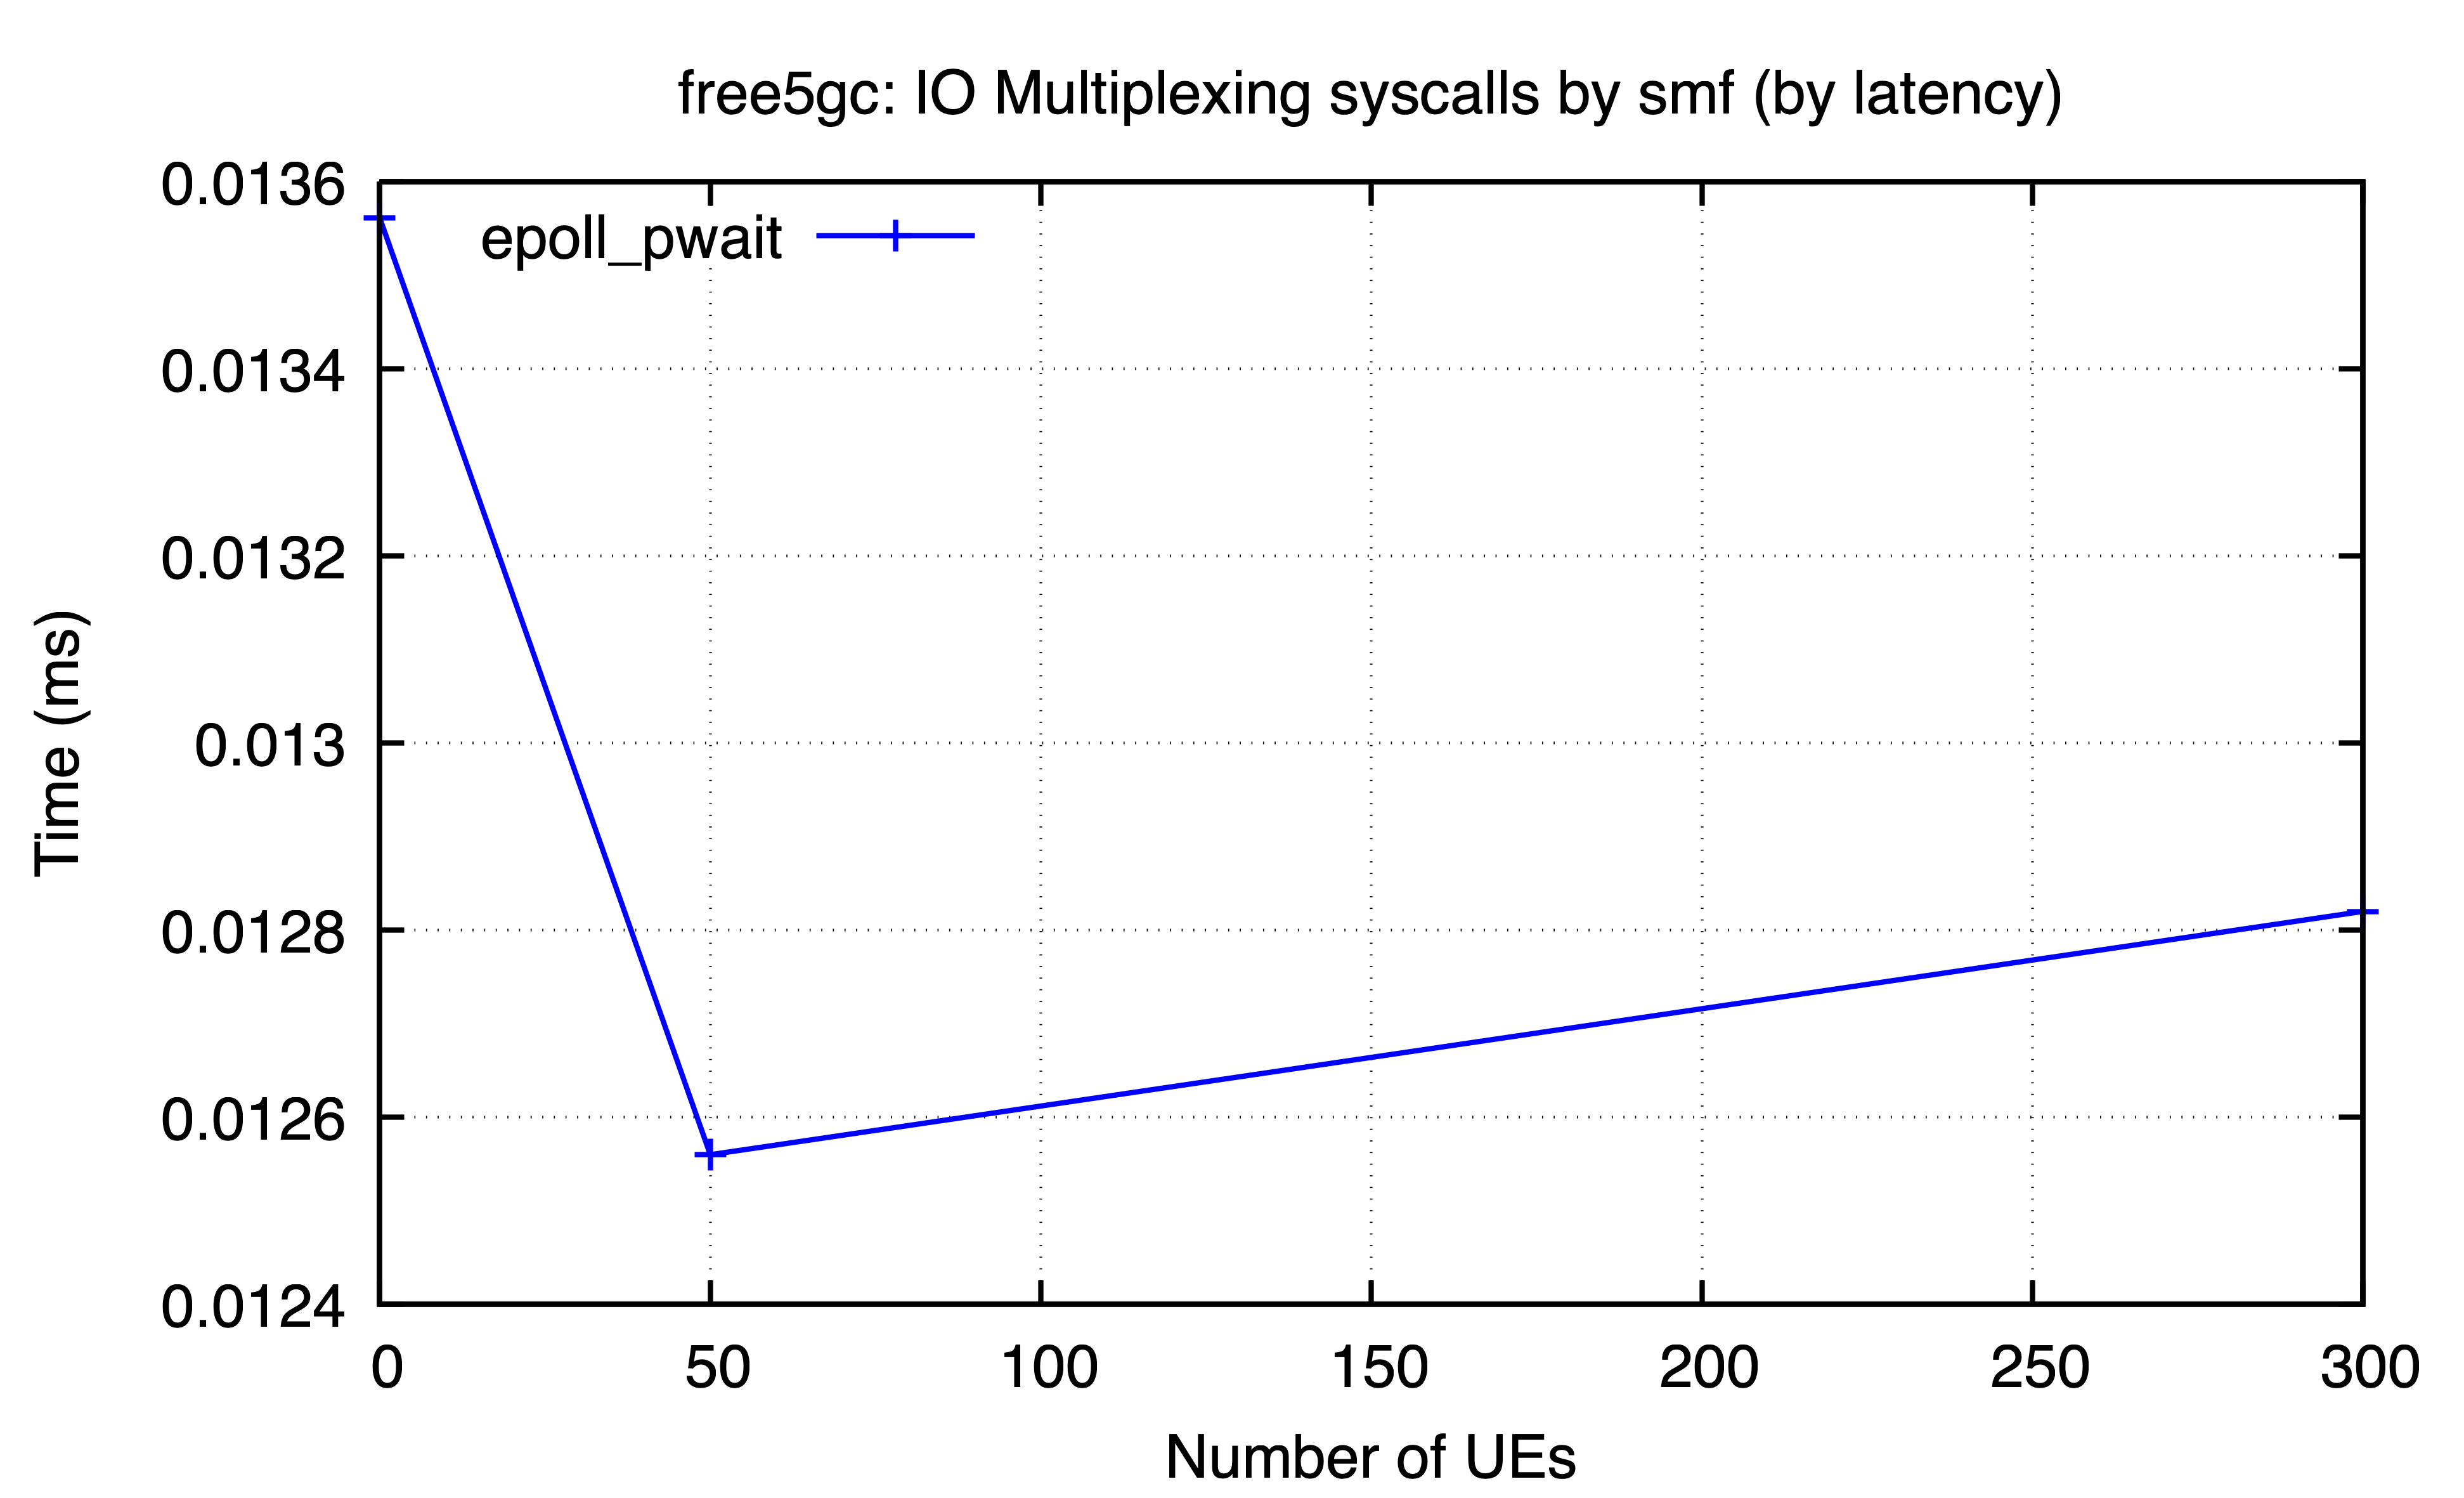 free5gc: IO Multiplexing syscalls by smf (by latency)
0.0136
epoll_pwait
0.0134
0.0132
0.013
0.0128
0.0126
0.0124
Time (ms)
0 50 100 150 200 250 300
Number of UEs